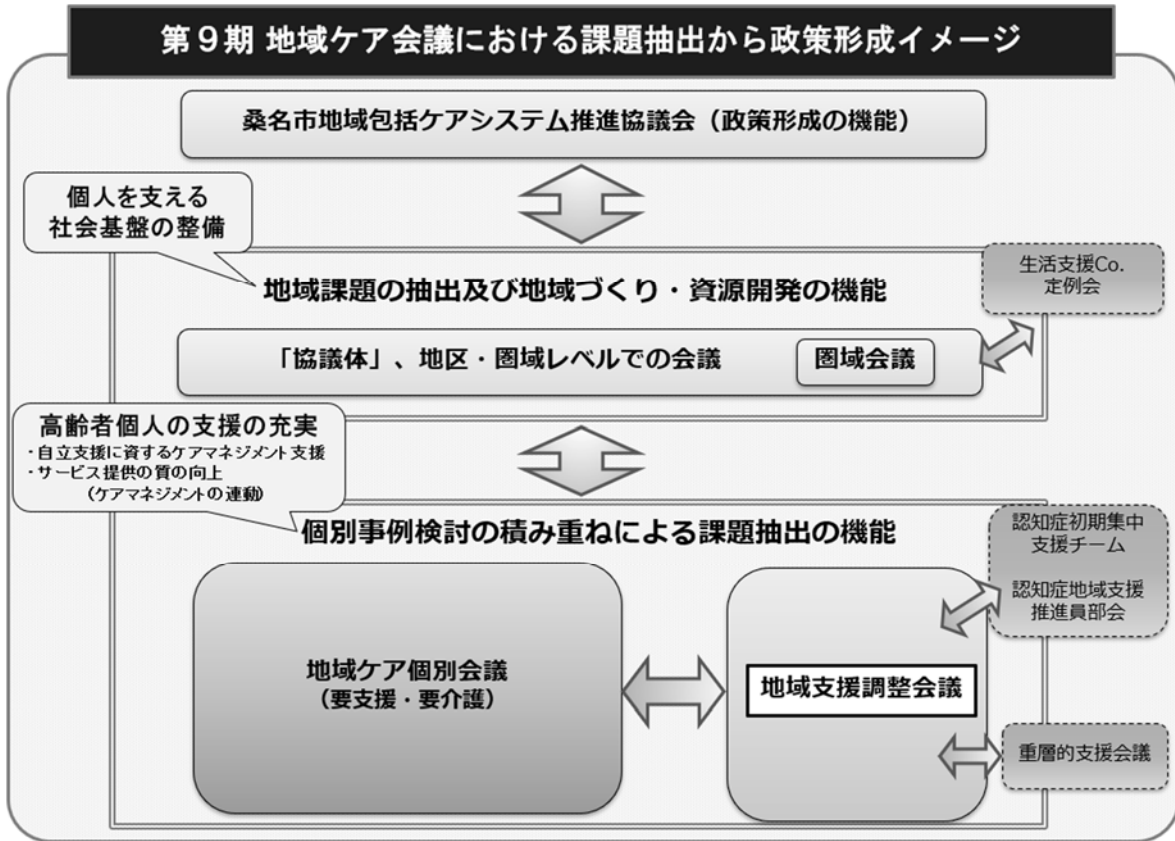 第９期 地域ケア会議における課題抽出から政策形成イメージ
桑名市地域包括ケアシステム推進協議会（政策形成の機能）
個人を支える
社会基盤の整備
地域課題の抽出及び地域づくり・資源開発の機能
生活支援Co.
定例会
「協議体」、地区・圏域レベルでの会議
圏域会議
高齢者個人の支援の充実
・自立支援に資するケアマネジメント支援
・サービス提供の質の向上
（ケアマネジメントの連動）
個別事例検討の積み重ねによる課題抽出の機能
認知症初期集中
支援チーム
認知症地域支援
推進員部会
地域ケア個別会議
（要支援・要介護）
地域支援調整会議
重層的支援会議